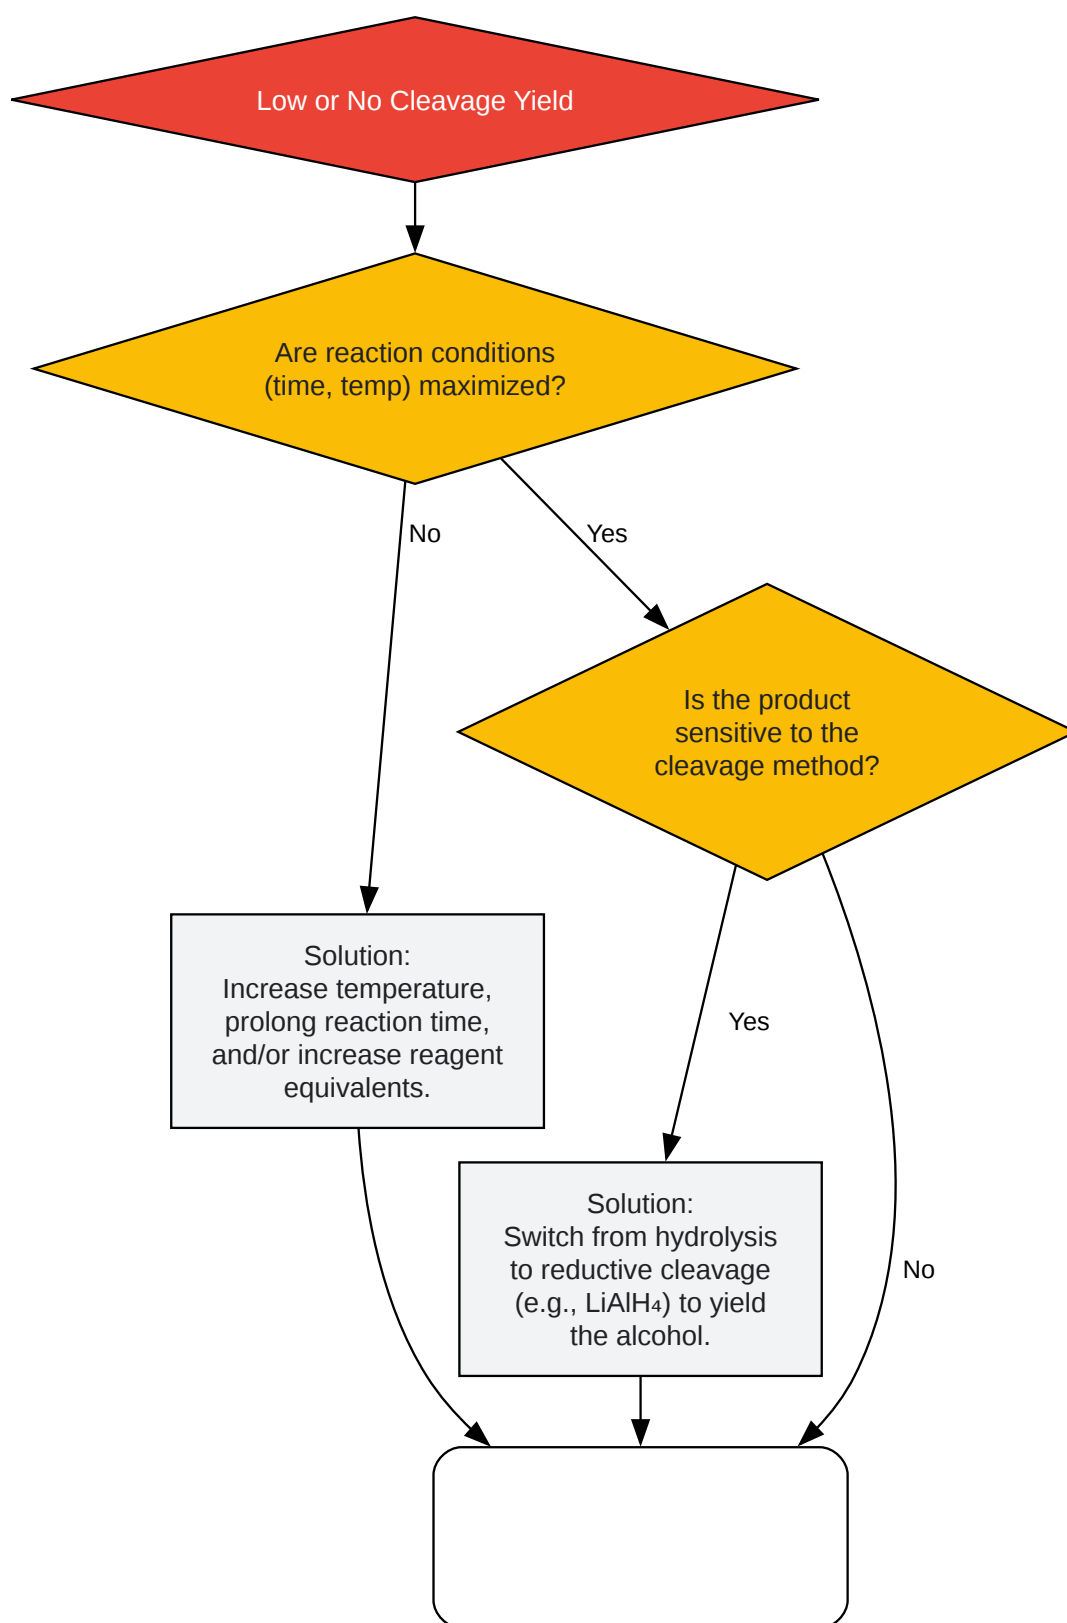 Low or No Cleavage Yield
Are reaction conditions
(time, temp) maximized?
No
Yes
Is the product
sensitive to the
cleavage method?
Solution:
Increase temperature,
prolong reaction time,
and/or increase reagent
equivalents.
Yes
Solution:
Switch from hydrolysis
to reductive cleavage
(e.g., LiAlH₄) to yield
the alcohol.
No